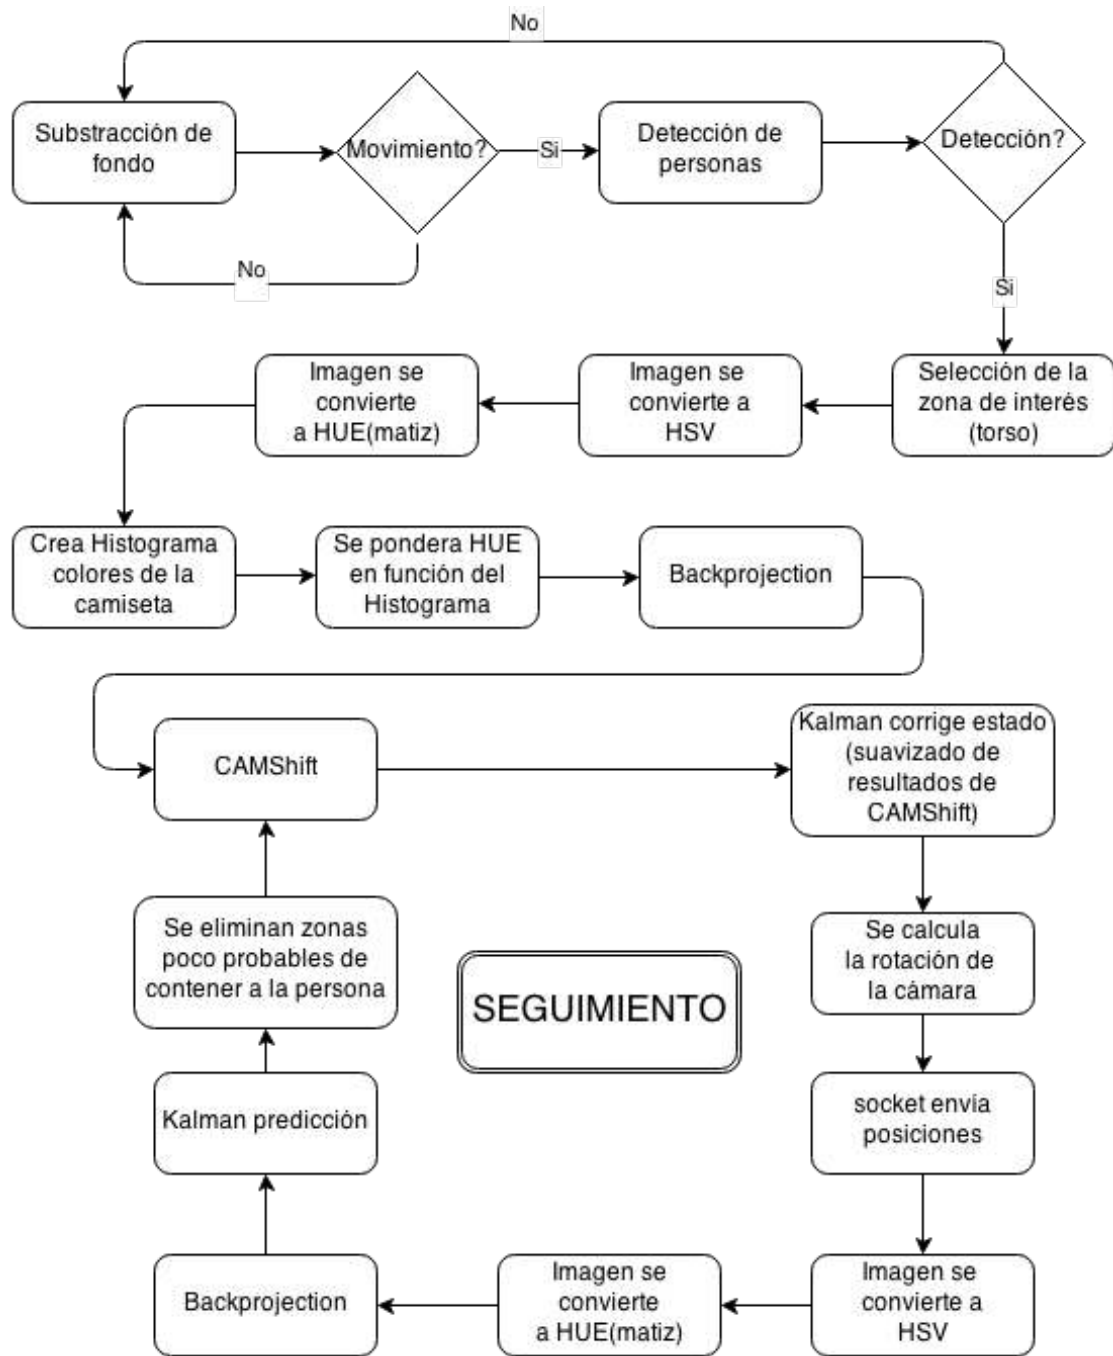 No
Substracción de
fondo
Movimiento?
Si
Detección de
personas
Detección?
No
Si
Imagen se
convierte
a HUE(matiz)
Imagen se
convierte a
HSV
Selección de la
zona de interés
(torso)
Crea Histograma
colores de la
camiseta
Se pondera HUE
en función del
Histograma
Backprojection
CAMShift
Kalman corrige estado
(suavizado de
resultados de
CAMShift)
Se eliminan zonas
poco probables de
contener a la persona
SEGUIMIENTO
Se calcula
la rotación de
la cámara
Kalman predicción
socket envía
posiciones
Backprojection
Imagen se
convierte
a HUE(matiz)
Imagen se
convierte a
HSV